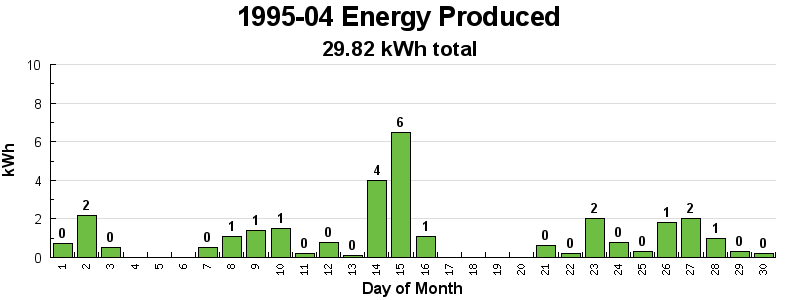 1995-04 Energy Produced
29.82 kWh total
kWh
10
8
6
4
2
0
0 2 0 0 1 1 1 0 0 0 4 6 1 0 0 2 0 0 1 2 1 0 0
1 2 3 4 5 6 7 8 9 10 11 12 13 14 15 16 17 18 19 20 21 22 23 24 25 26 27 28 29 30
Day of Month